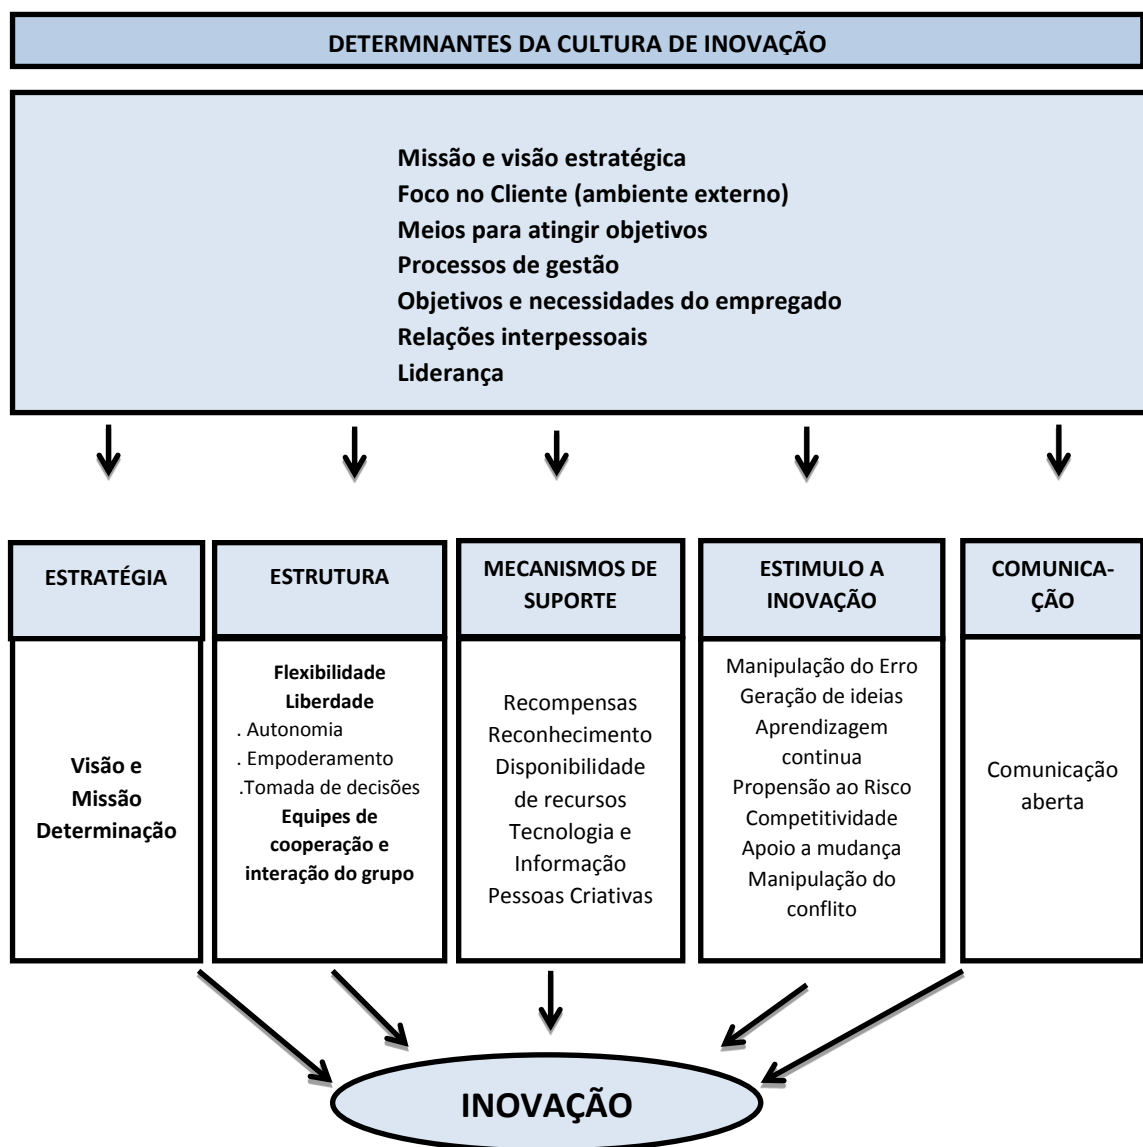 DETERMNANTES DA CULTURA DE INOVAÇÃO
Missão e visão estratégica
Foco no Cliente (ambiente externo)
Meios para atingir objetivos
Processos de gestão
Objetivos e necessidades do empregado
Relações interpessoais
Liderança
ESTRATÉGIA
Visão e
Missão
Determinação
ESTRUTURA
Flexibilidade
Liberdade
. Autonomia
. Empoderamento
.Tomada de decisões
Equipes de
cooperação e
interação do grupo
MECANISMOS DE
SUPORTE
Recompensas
Reconhecimento
Disponibilidade
de recursos
Tecnologia e
Informação
Pessoas Criativas
ESTIMULO A
INOVAÇÃO
Manipulação do Erro
Geração de ideias
Aprendizagem
continua
Propensão ao Risco
Competitividade
Apoio a mudança
Manipulação do
conflito
COMUNICA-
ÇÃO
Comunicação
aberta
INOVAÇÃO